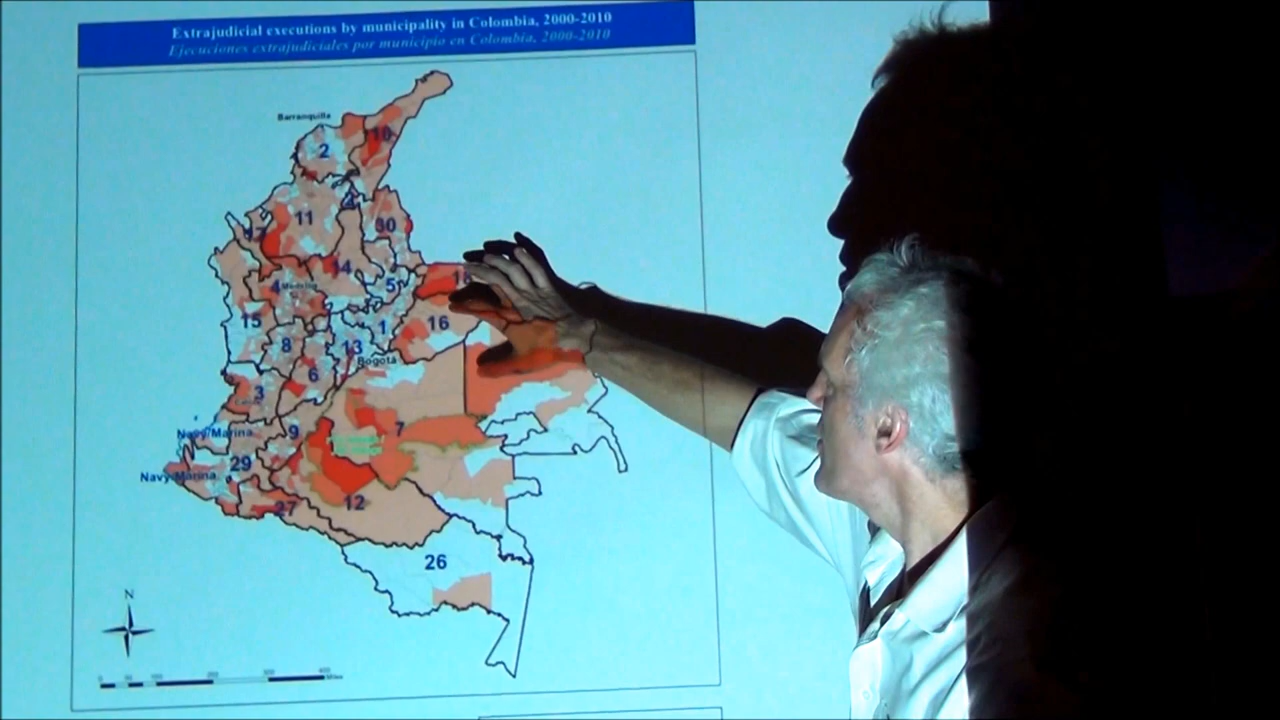 Extrajudicial executions by municipality in Colombia, 2000-2010
Ejecuciones extrajudiciales por municipio en Colombia, 2000-2010
Barranquilla
10
2
11
30
17
14
18
4 Medellin
5
15
16
1
8
13
Bogotá
6
3
7
9
Navy/Marina
29
Navy/Marina
12
27
26
N